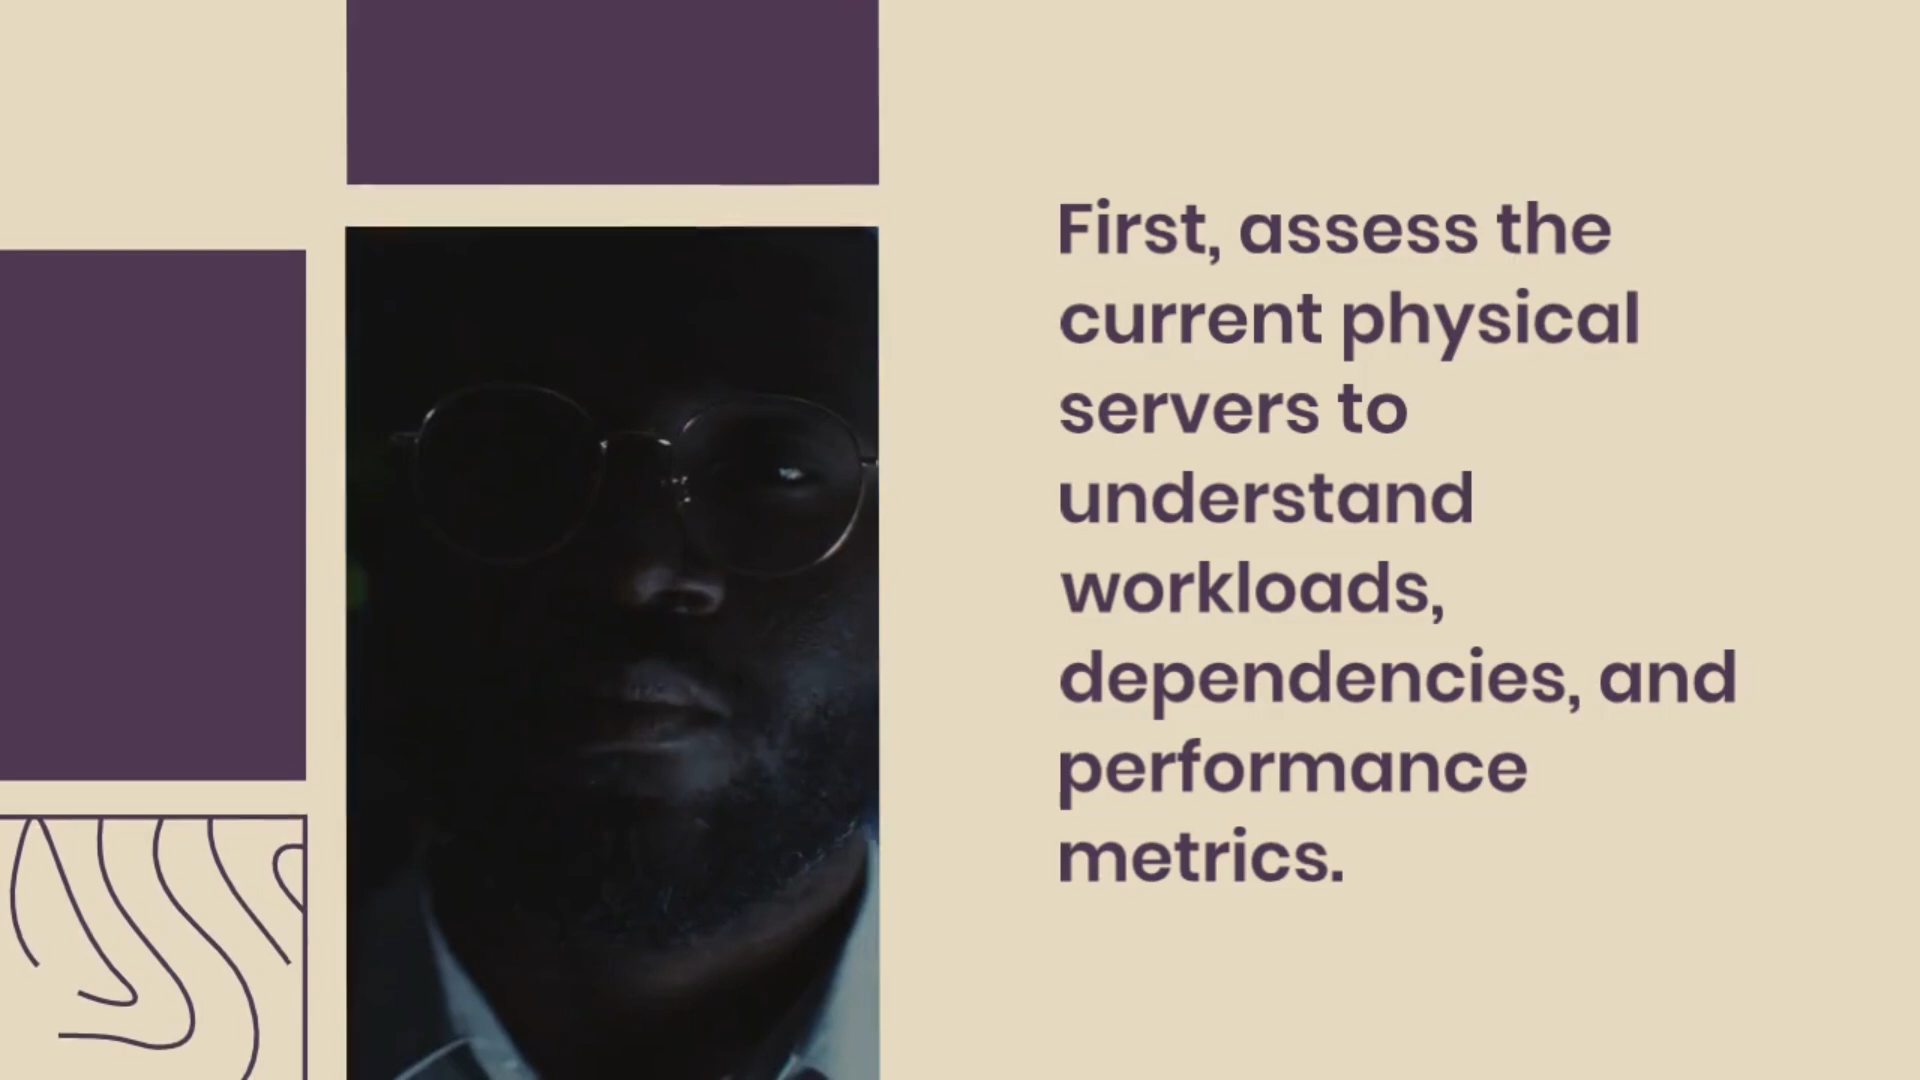 First, assess the
current physical
servers to
understand
workloads,
dependencies, and
performance
metrics.